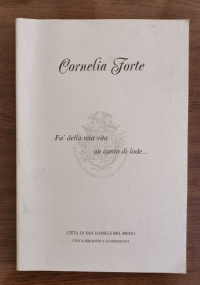 Cornelia Forte
Fa' della mia vita
un canto di lode...
CITTÀ DI SAN DANIELE DEL FRIULI
CIVICA BIBLIOTECA GUARNERIANA